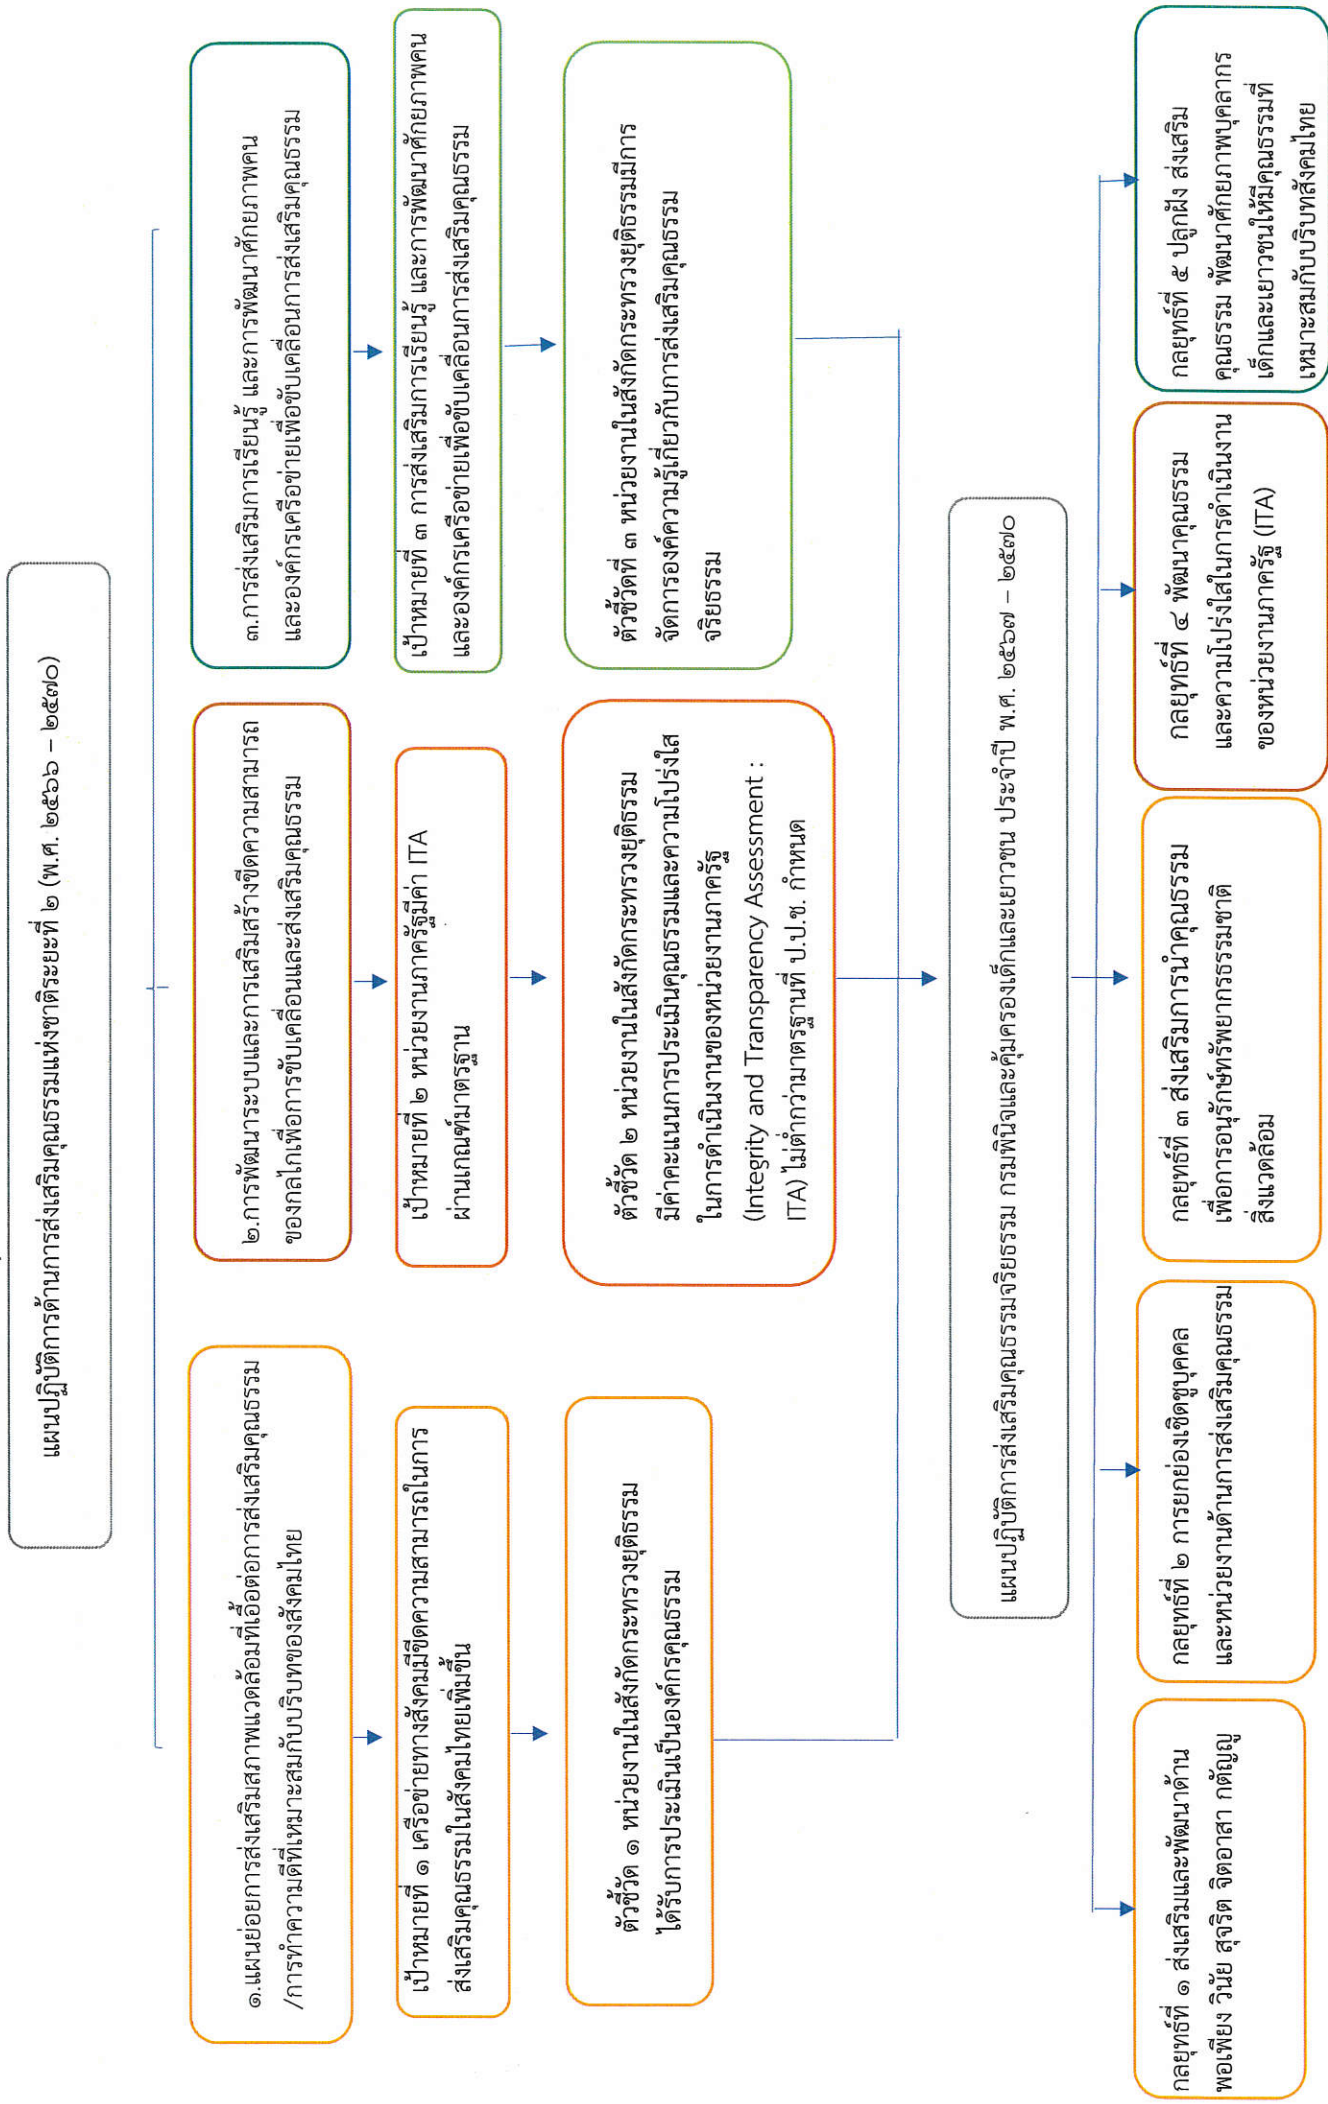 แผนปฏิบัติการด้านการส่งเสริมคุณธรรมแห่งชาติระยะที่ ๒ (พ.ศ. ๒๕๖๖ – ๒๕๗๐)
๑.แผนย่อยการส่งเสริมสภาพแวดล้อมที่เอื้อต่อการส่งเสริมคุณธรรม
/การทำความดีที่เหมาะสมกับบริบทของสังคมไทย
๒.การพัฒนาระบบและการเสริมสร้างขีดความสามารถ
ของกลไกเพื่อการขับเคลื่อนและส่งเสริมคุณธรรม
๓.การส่งเสริมการเรียนรู้ และการพัฒนาศักยภาพคน
และองค์กรเครือข่ายเพื่อขับเคลื่อนการส่งเสริมคุณธรรม
เป้าหมายที่ ๑ เครือข่ายทางสังคมมีขีดความสามารถในการ
ส่งเสริมคุณธรรมในสังคมไทยเพิ่มขึ้น
เป้าหมายที่ ๒ หน่วยงานภาครัฐมีค่า ITA
ผ่านเกณฑ์มาตรฐาน
เป้าหมายที่ ๓ การส่งเสริมการเรียนรู้ และการพัฒนาศักยภาพคน
และองค์กรเครือข่ายเพื่อขับเคลื่อนการส่งเสริมคุณธรรม
ตัวชี้วัด ๑ หน่วยงานในสังกัดกระทรวงยุติธรรม
ได้รับการประเมินเป็นองค์กรคุณธรรม
ตัวชี้วัด ๒ หน่วยงานในสังกัดกระทรวงยุติธรรม
มีค่าคะแนนการประเมินคุณธรรมและความโปร่งใส
ในการดำเนินงานของหน่วยงานภาครัฐ
(Integrity and Transparency Assessment :
ITA) ไม่ต่ำกว่ามาตรฐานที่ ป.ป.ช. กำหนด
ตัวชี้วัดที่ ๓ หน่วยงานในสังกัดกระทรวงยุติธรรมมีการ
จัดการองค์ความรู้เกี่ยวกับการส่งเสริมคุณธรรม
จริยธรรม
แผนปฏิบัติการส่งเสริมคุณธรรมจริยธรรม กรมพินิจและคุ้มครองเด็กและเยาวชน ประจำปี พ.ศ. ๒๕๖๗ – ๒๕๗๐
กลยุทธ์ที่ ๑ ส่งเสริมและพัฒนาด้าน
พอเพียง วินัย สุจริต จิตอาสา กตัญญู
กลยุทธ์ที่ ๒ การยกย่องเชิดชูบุคคล
และหน่วยงานด้านการส่งเสริมคุณธรรม
กลยุทธ์ที่ ๓ ส่งเสริมการนำคุณธรรม
เพื่อการอนุรักษ์ทรัพยากรธรรมชาติ
สิ่งแวดล้อม
กลยุทธ์ที่ ๔ พัฒนาคุณธรรม
และความโปร่งใสในการดำเนินงาน
ของหน่วยงานภาครัฐ (ITA)
กลยุทธ์ที่ ๕ ปลูกฝัง ส่งเสริม
คุณธรรม พัฒนาศักยภาพบุคลากร
เด็กและเยาวชนให้มีคุณธรรมที่
เหมาะสมกับบริบทสังคมไทย